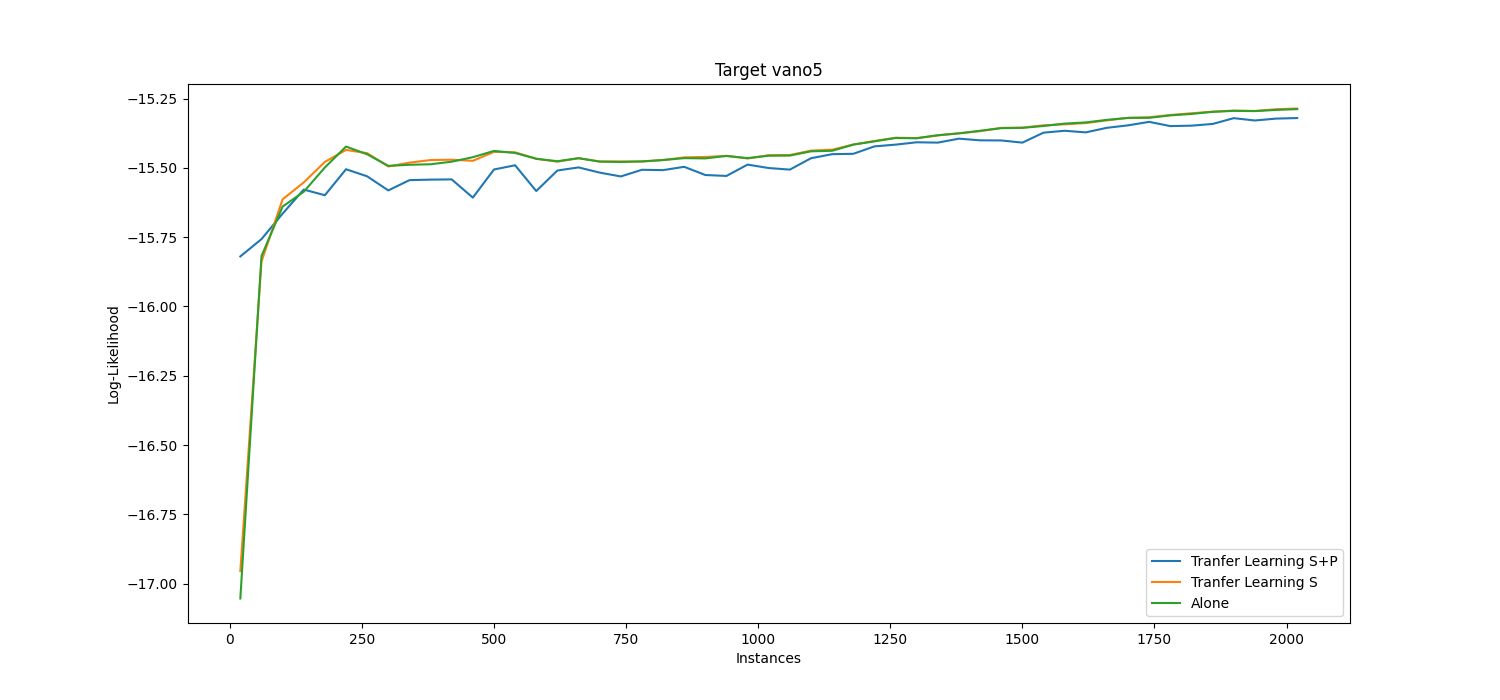 Target vano5
Log-Likelihood
−15.25
−15.50
−15.75
−16.00
−16.25
−16.50
−16.75
−17.00
0 250 500 750 1000 1250 1500 1750 2000
Instances
Tranfer Learning S+P
Tranfer Learning S
Alone